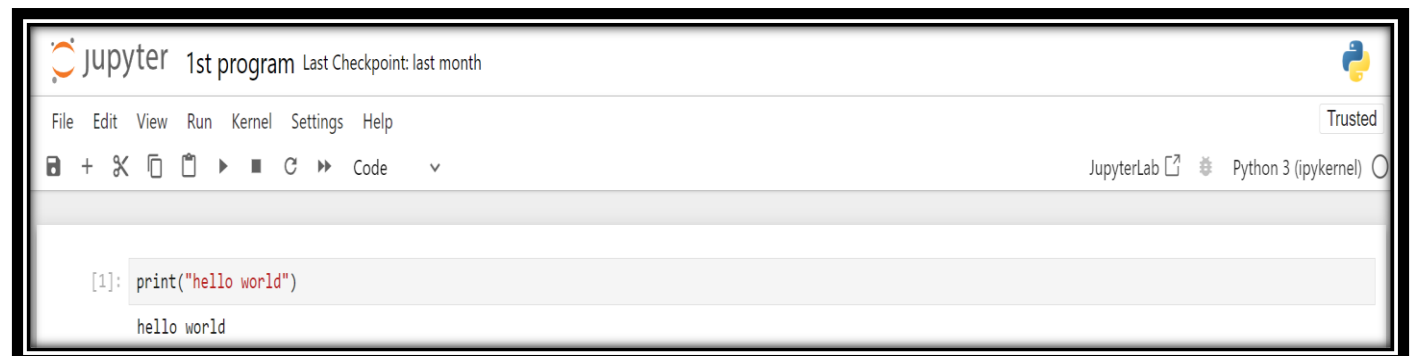 jupyter 1st program Last Checkpoint: last month
File Edit View Run Kernel Settings Help Trusted
Code JupyterLab Python 3 (ipykernel)
[1]: print("hello world")
hello world